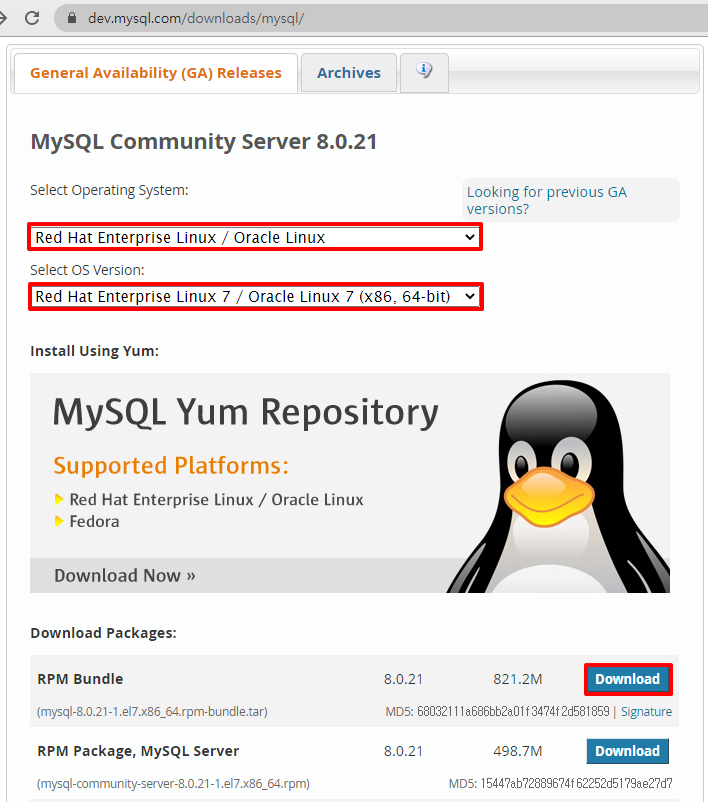 dev.mysql.com/downloads/mysql/
General Availability (GA) Releases
Archives
MySQL Community Server 8.0.21
Select Operating System:
Looking for previous GA
versions?
Red Hat Enterprise Linux / Oracle Linux
Select OS Version:
Red Hat Enterprise Linux 7 / Oracle Linux 7 (x86, 64-bit)
Install Using Yum:
MySQL Yum Repository
Supported Platforms:
Red Hat Enterprise Linux / Oracle Linux
Fedora
Download Now »
Download Packages:
RPM Bundle 8.0.21 821.2M Download
(mysql-8.0.21-1.el7.x86_64.rpm-bundle.tar) MD5: 68032111a686bb2a01f3474f2d581859 | Signature
RPM Package, MySQL Server 8.0.21 498.7M Download
(mysql-community-server-8.0.21-1.el7.x86_64.rpm) MD5: 15447ab72889674f62252d5179ae27d7